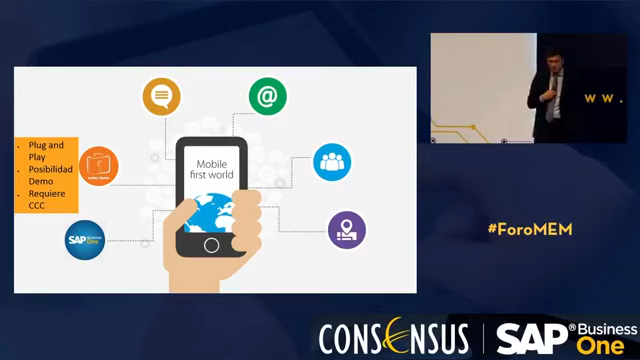 • Plug and
Play
• Posibilidad
Demo
• Requiere
CCC
@
Mobile
first world
SAP Business
One
W W .
#ForoMEM
CONSENSUS
SAP® Business
One